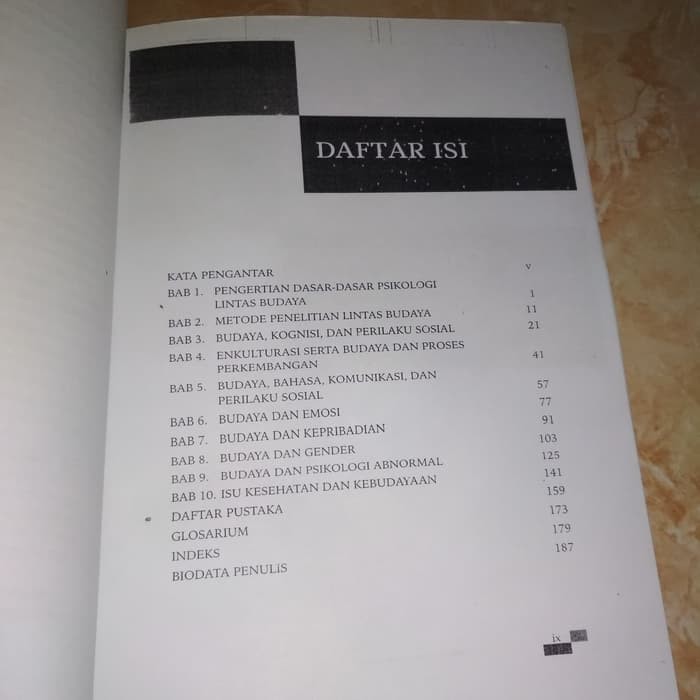 DAFTAR ISI
KATA PENGANTAR v
BAB 1. PENGERTIAN DASAR-DASAR PSIKOLOGI
LINTAS BUDAYA 1
BAB 2. METODE PENELITIAN LINTAS BUDAYA 11
BAB 3. BUDAYA, KOGNISI, DAN PERILAKU SOSIAL 21
BAB 4. ENKULTURASI SERTA BUDAYA DAN PROSES
PERKEMBANGAN 41
BAB 5. BUDAYA, BAHASA, KOMUNIKASI, DAN
PERILAKU SOSIAL 57
BAB 6. BUDAYA DAN EMOSI 77
BAB 7. BUDAYA DAN KEPRIBADIAN 91
BAB 8. BUDAYA DAN GENDER 103
BAB 9. BUDAYA DAN PSIKOLOGI ABNORMAL 125
BAB 10. ISU KESEHATAN DAN KEBUDAYAAN 141
DAFTAR PUSTAKA 159
GLOSARIUM 173
INDEKS 179
BIODATA PENULIS 187
ix